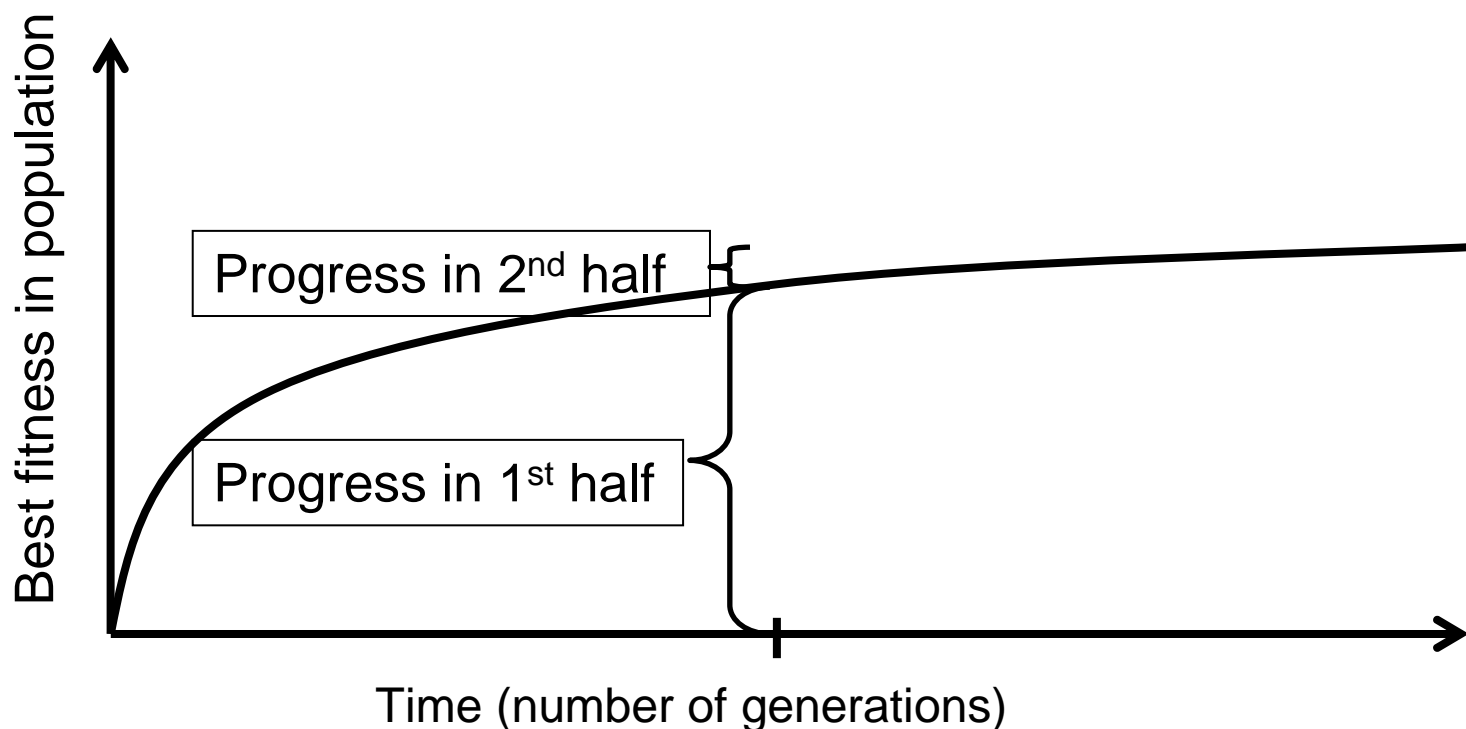 Best fitness in population
Progress in 2nd half
Progress in 1st half
Time (number of generations)